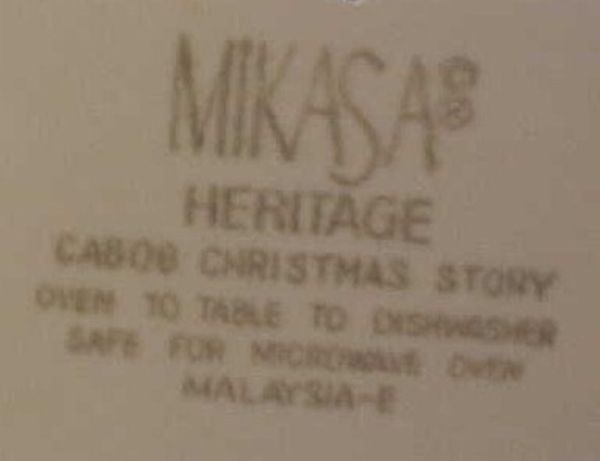 MIKASA ©®
HERITAGE
CAB08 CHRISTMAS STORY
OVEN TO TABLE TO DISHWASHER
SAFE FOR MICROWAVE OVEN
MALAYSIA-E